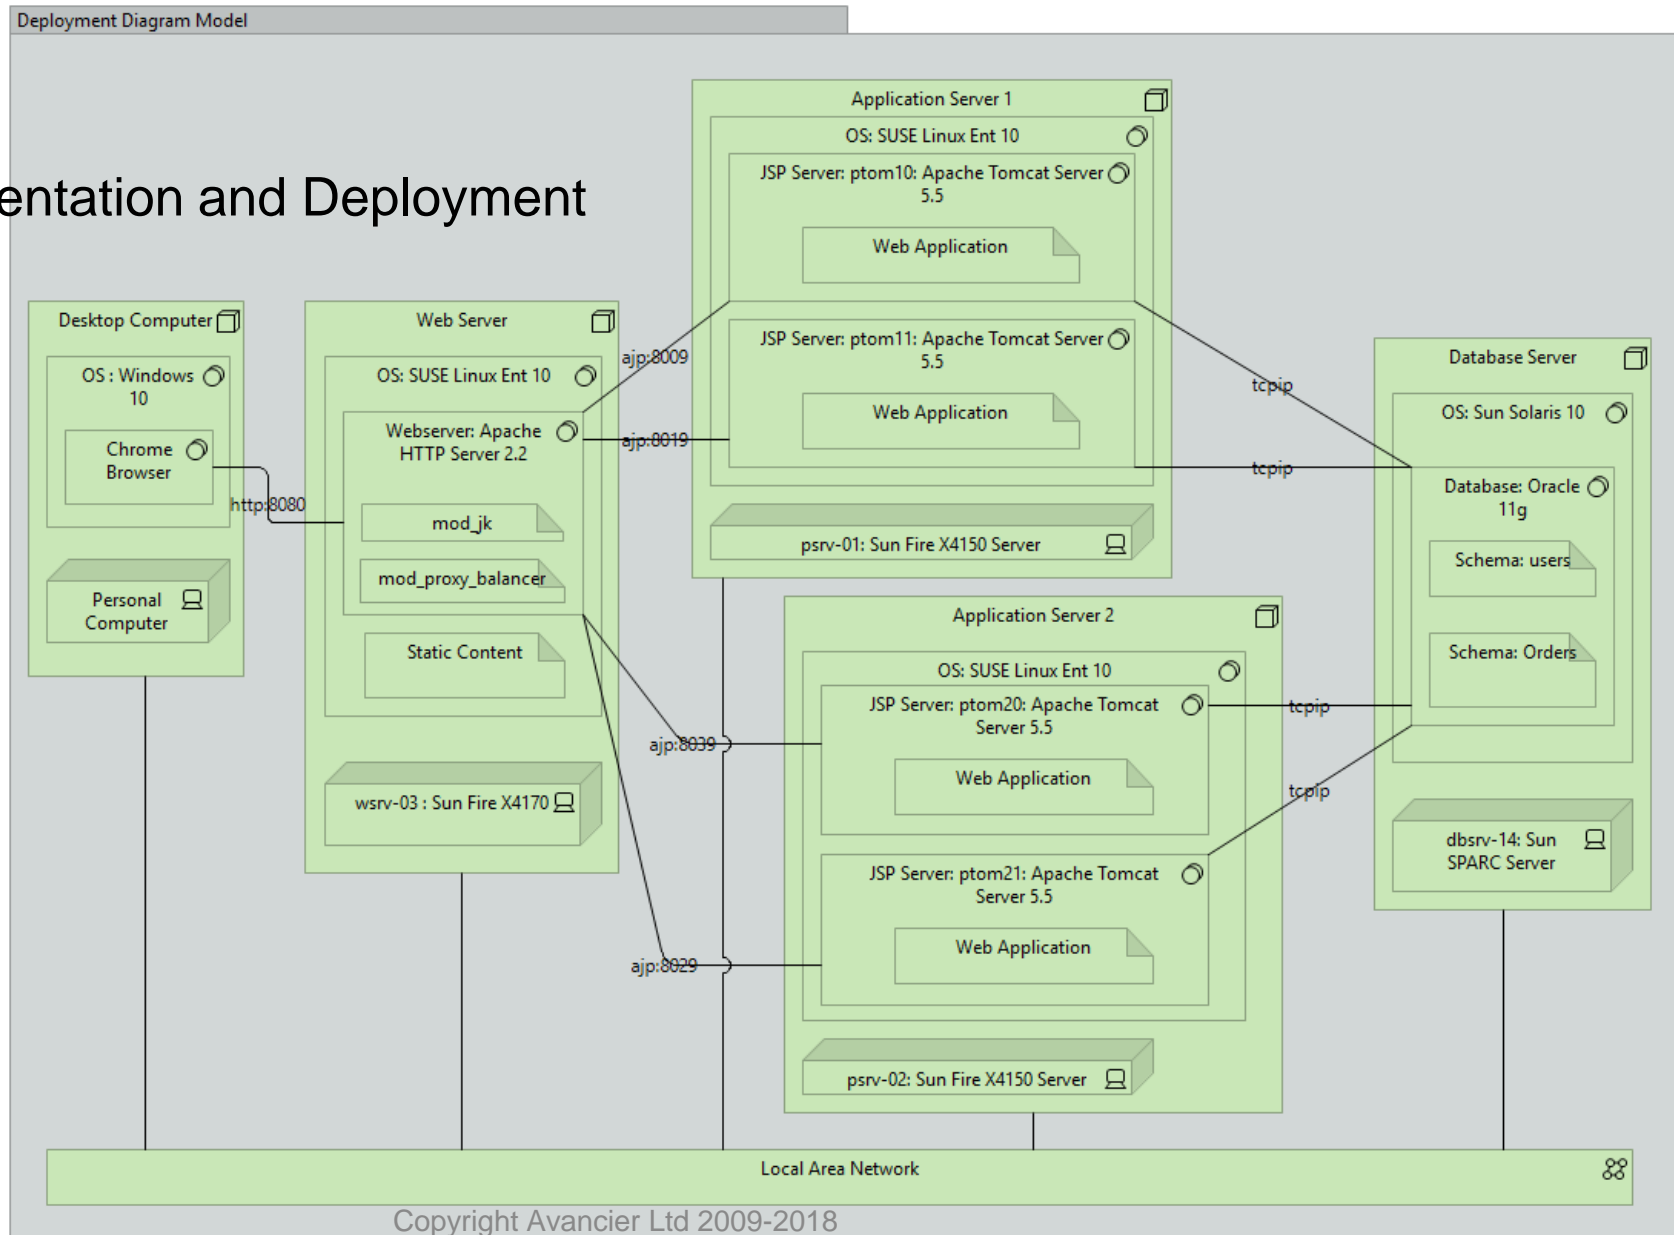 Deployment Diagram Model
entation and Deployment
Desktop Computer
OS : Windows
10
Chrome
Browser
Personal
Computer
http:8080
Web Server
OS: SUSE Linux Ent 10
Webserver: Apache
HTTP Server 2.2
mod_jk
mod_proxy_balancer
Static Content
wsrv-03 : Sun Fire X4170
ajp:8009
ajp:8019
ajp:8039
ajp:8029
Application Server 1
OS: SUSE Linux Ent 10
JSP Server: ptom10: Apache Tomcat Server
5.5
Web Application
JSP Server: ptom11: Apache Tomcat Server
5.5
Web Application
psrv-01: Sun Fire X4150 Server
Application Server 2
OS: SUSE Linux Ent 10
JSP Server: ptom20: Apache Tomcat
Server 5.5
Web Application
JSP Server: ptom21: Apache Tomcat
Server 5.5
Web Application
psrv-02: Sun Fire X4150 Server
tcpip
tcpip
tcpip
tcpip
Database Server
OS: Sun Solaris 10
Database: Oracle
11g
Schema: users
Schema: Orders
dbsrv-14: Sun
SPARC Server
Local Area Network
Copyright Avancier Ltd 2009-2018